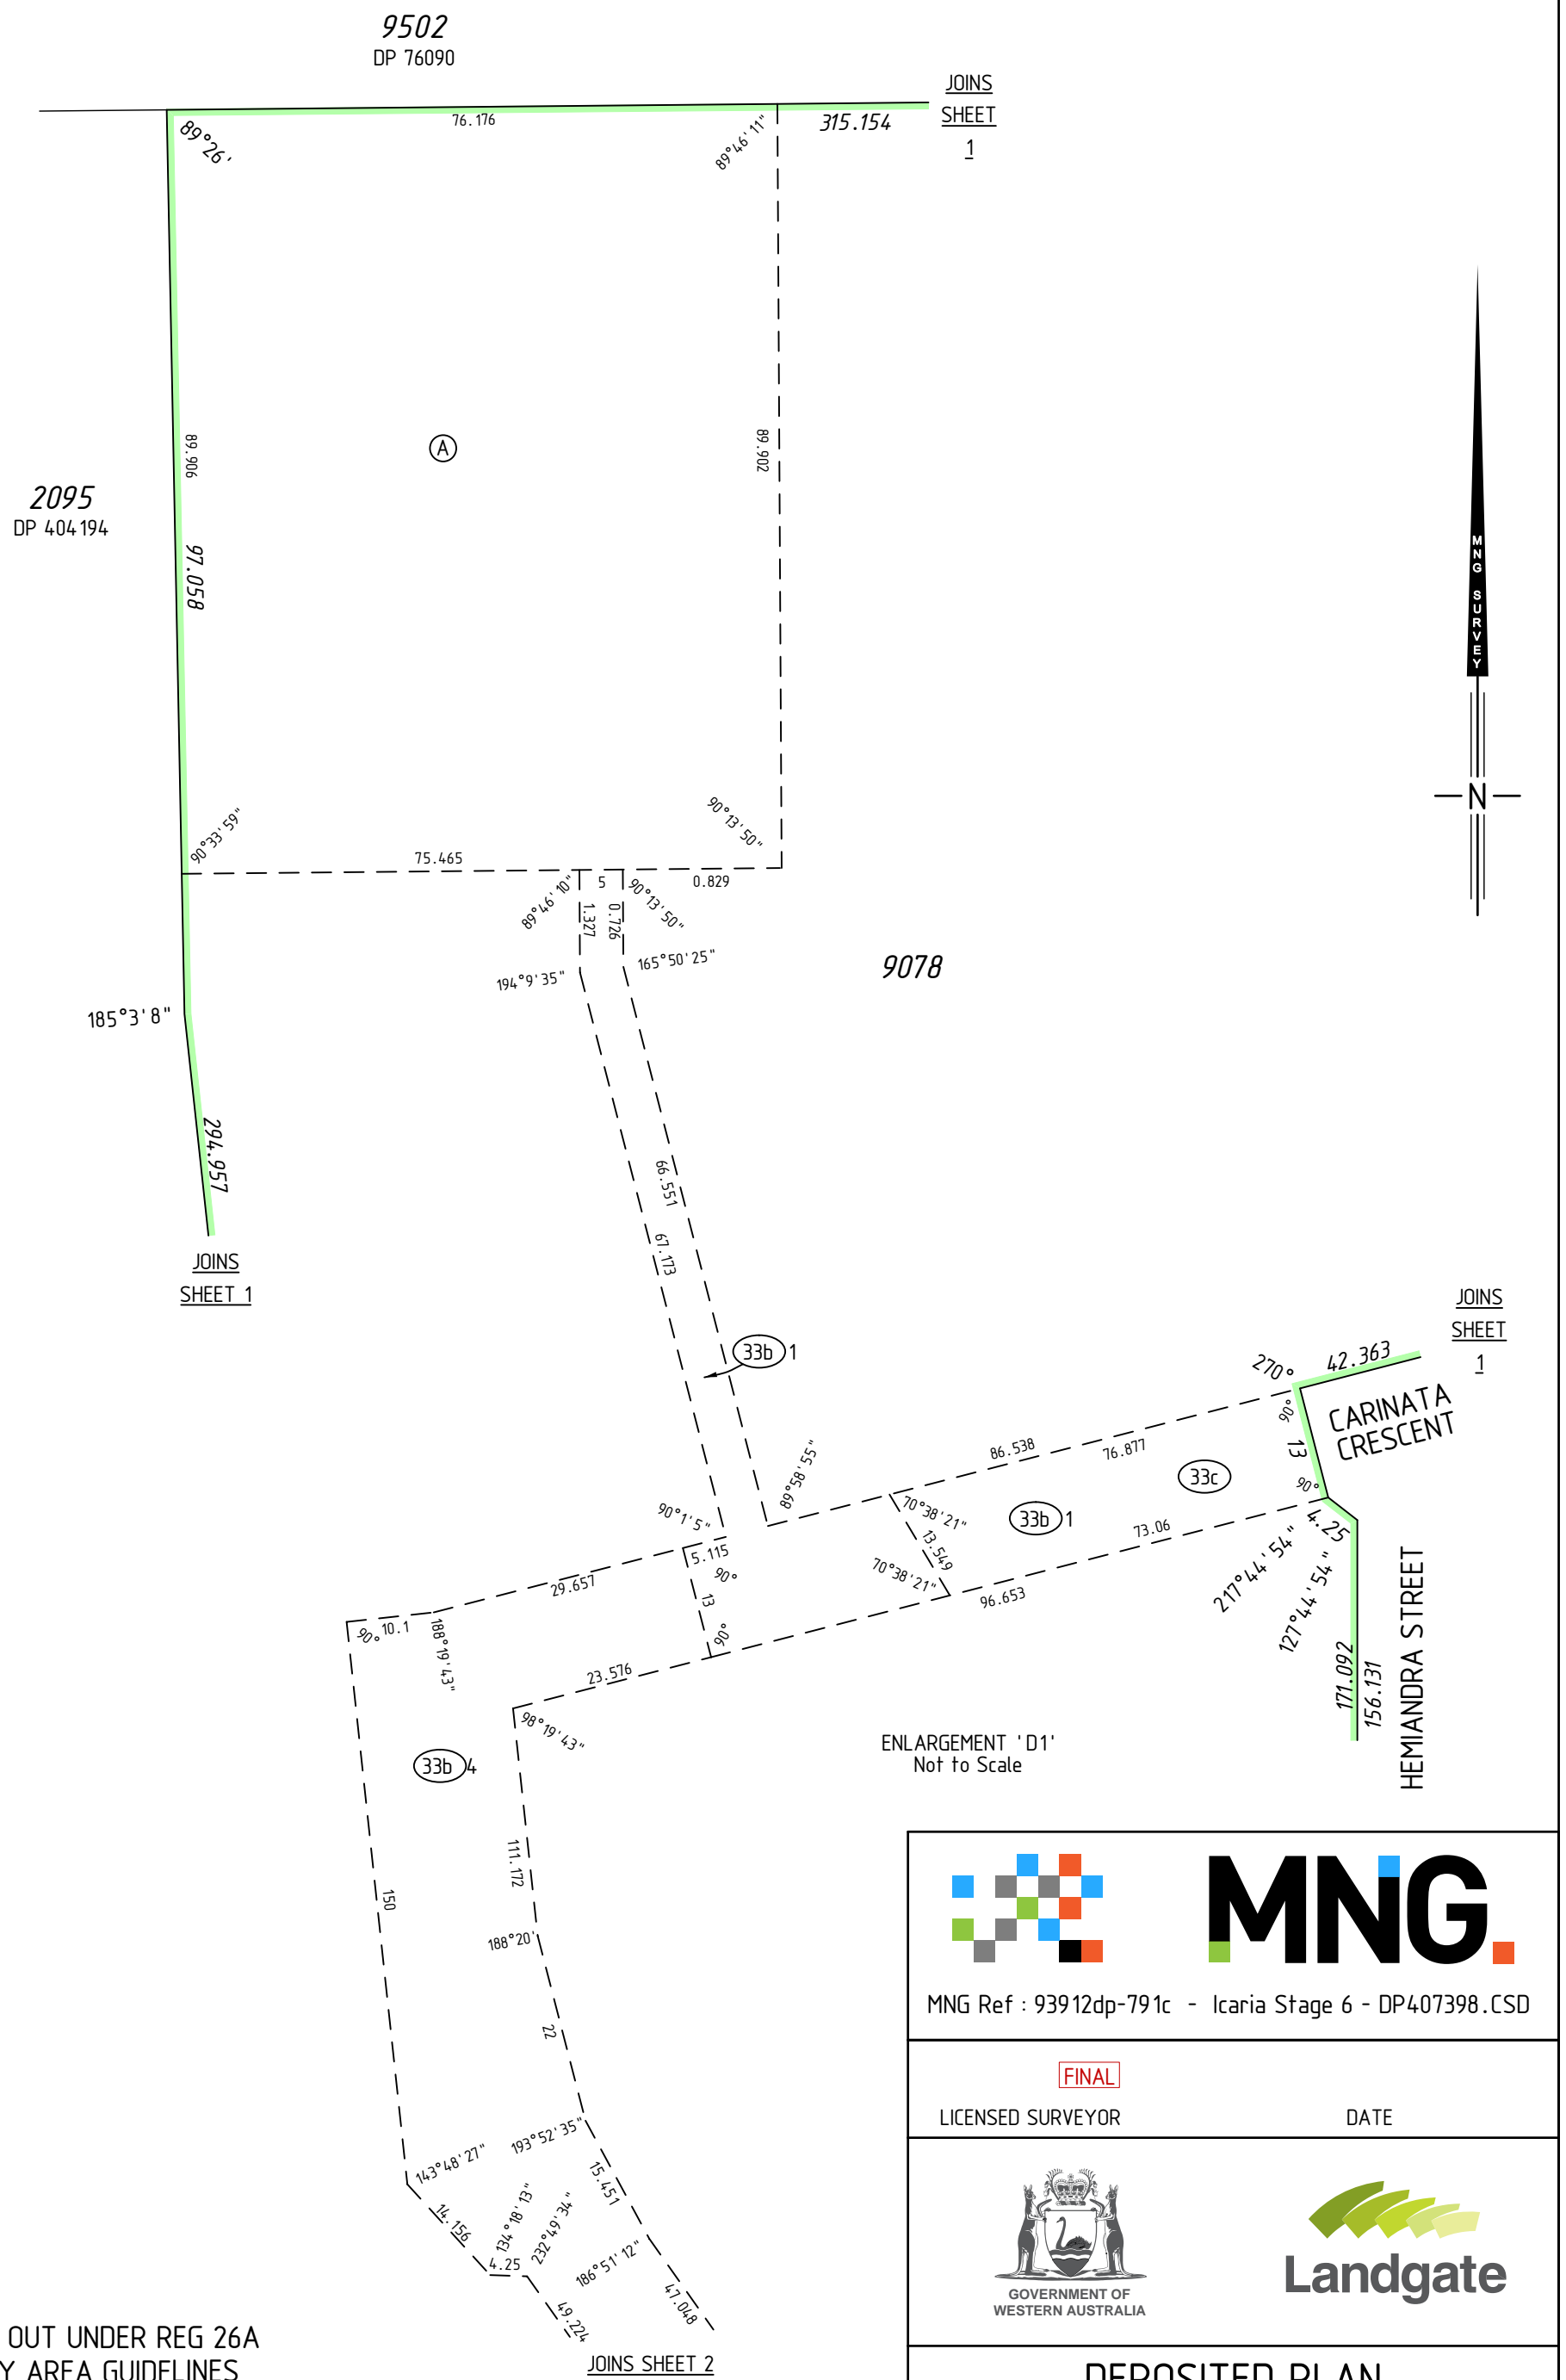 9502
DP 76090
JOINS
SHEET
1
76.176
315.154
89°26'
89°46'11"
89.906
89.902
A
2095
DP 404194
97.058
MNG SURVEY
N
90°33'59"
90°13'50"
75.465
5
0.829
89°46'10"
1.327
0.726
90°13'50"
194°9'35"
165°50'25"
9078
185°3'8"
294.957
JOINS
SHEET 1
66.551
67.173
33b 1
JOINS
SHEET
1
270°
42.363
CARINATA
CRESCENT
90°
13
90°
86.538
76.877
33c
89°58'55"
70°38'21"
33b 1
13.549
73.06
4.25
90°1'5"
5.115
90°
70°38'21"
96.653
217°44'54"
127°44'54"
HEMIANDRA STREET
171.092
156.131
29.657
13
90°
10.1
90°
188°19'43"
23.576
98°19'43"
33b 4
ENLARGEMENT 'D1'
Not to Scale
111.172
150
188°20'
22
MNG.
MNG Ref : 93912dp-791c - Icaria Stage 6 - DP407398.CSD
FINAL
LICENSED SURVEYOR
DATE
143°48'27"
193°52'35"
15.451
14.156
134°18'13"
232°49'34"
4.25
186°51'12"
47.048
49.224
GOVERNMENT OF
WESTERN AUSTRALIA
Landgate
OUT UNDER REG 26A
Y AREA GUIDELINES
JOINS SHEET 2
DEPOSITED PLAN